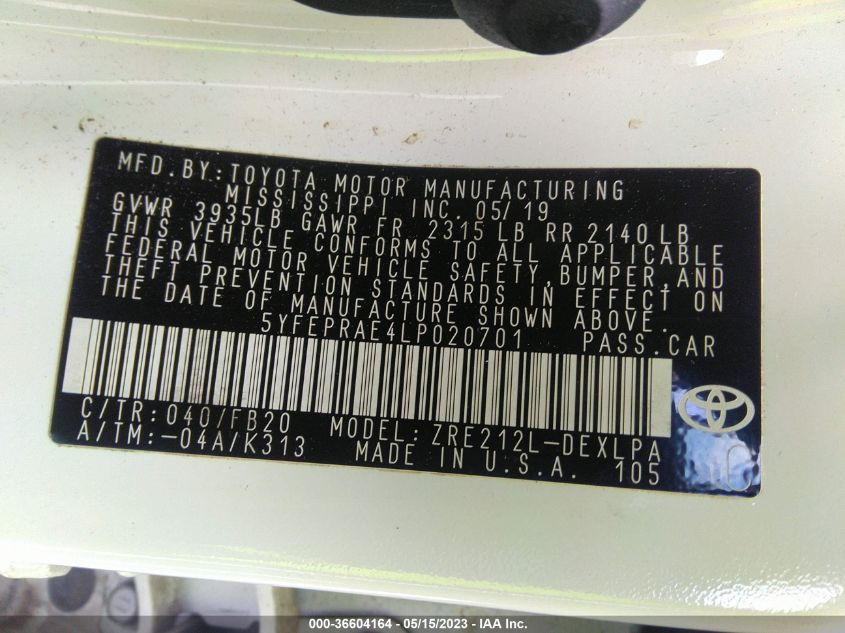 MFD.BY:TOYOTA MOTOR MANUFACTURING
MISSISSIPPI, INC. 05/19
GVWR 3935LB GAWR FR 2315LB RR 2140LB
THIS VEHICLE CONFORMS TO ALL APPLICABLE
FEDERAL MOTOR VEHICLE SAFETY,BUMPER,AND
THEFT PREVENTION STANDARDS IN EFFECT ON
THE DATE OF MANUFACTURE SHOWN ABOVE.
5YFEPRAE4LP020701 PASS.CAR
C/TR:040/FB20 MODEL:ZRE212L-DEXLPA
A/TM:-04A/K313 MADE IN U.S.A. 105
C
000-36604164 - 05/15/2023 - IAA Inc.